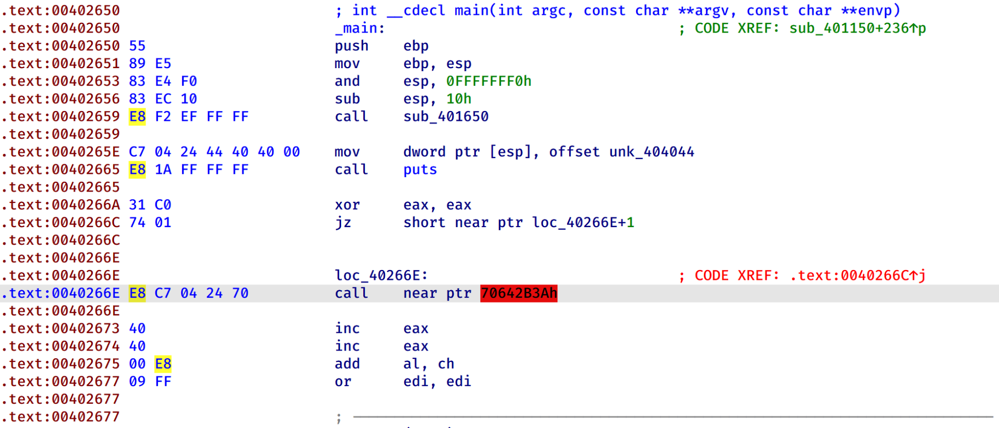 .text:00402650 ; int __cdecl main(int argc, const char **argv, const char **envp)
.text:00402650 _main: ; CODE XREF: sub_401150+236↑p
.text:00402650 55 push ebp
.text:00402651 89 E5 mov ebp, esp
.text:00402653 83 E4 F0 and esp, 0FFFFFFF0h
.text:00402656 83 EC 10 sub esp, 10h
.text:00402659 E8 F2 EF FF FF call sub_401650
.text:00402659
.text:0040265E C7 04 24 44 40 40 00 mov dword ptr [esp], offset unk_404044
.text:00402665 E8 1A FF FF FF call puts
.text:00402665
.text:0040266A 31 C0 xor eax, eax
.text:0040266C 74 01 jz short near ptr loc_40266E+1
.text:0040266C
.text:0040266E
.text:0040266E loc_40266E: ; CODE XREF: .text:0040266C↑j
.text:0040266E E8 C7 04 24 70 call near ptr 70642B3Ah
.text:0040266E
.text:00402673 40 inc eax
.text:00402674 40 inc eax
.text:00402675 00 E8 add al, ch
.text:00402677 09 FF or edi, edi
.text:00402677
.text:00402677 ;